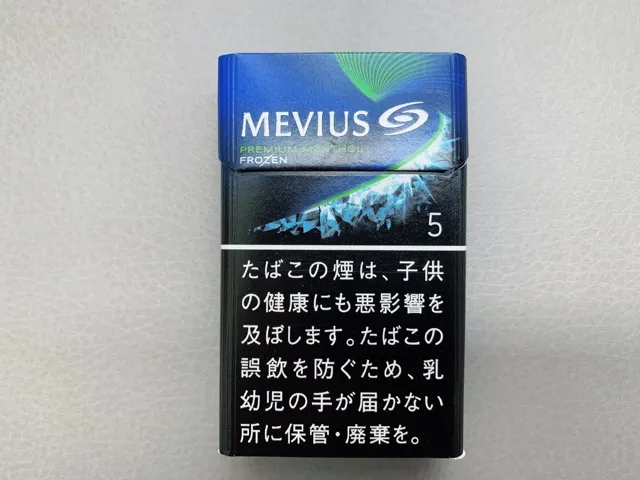 MEVIUS
PREMIUM MENTHOL
FROZEN
5
たばこの煙は、子供
の健康にも悪影響を
及ぼします。たばこの
誤飲を防ぐため、乳
幼児の手が届かない
所に保管・廃棄を。